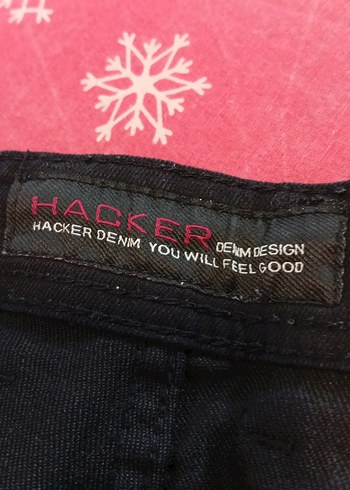 HACKER DENIM DESIGN
HACKER DENIM YOU WILL FEEL GOOD